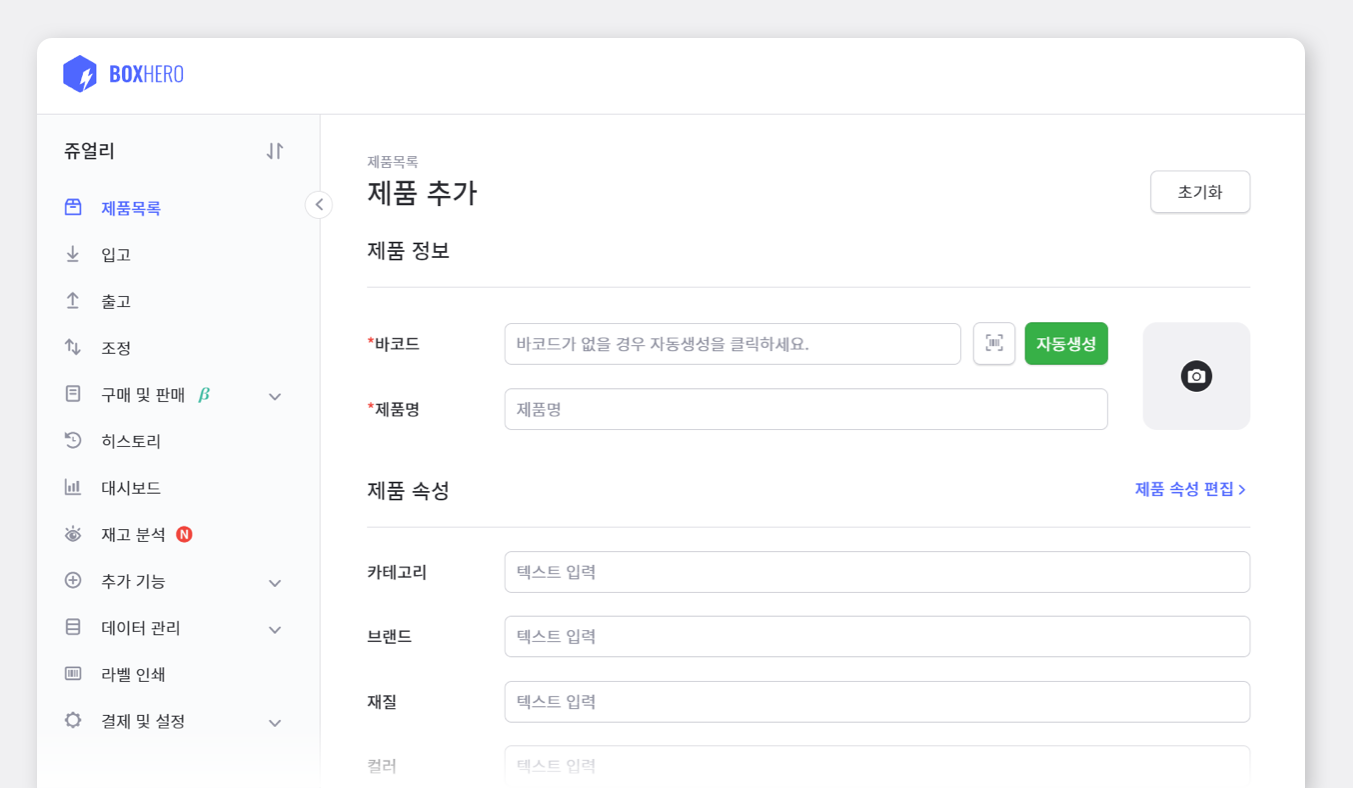 BOXHERO
쥬얼리
제품목록
입고
출고
조정
구매 및 판매 β
히스토리
대시보드
재고 분석 N
추가 기능
데이터 관리
라벨 인쇄
결제 및 설정
제품목록
제품 추가
초기화
제품 정보
*바코드
바코드가 없을 경우 자동생성을 클릭하세요.
자동생성
*제품명
제품명
제품 속성
제품 속성 편집
카테고리
텍스트 입력
브랜드
텍스트 입력
재질
텍스트 입력
컬러
텍스트 입력